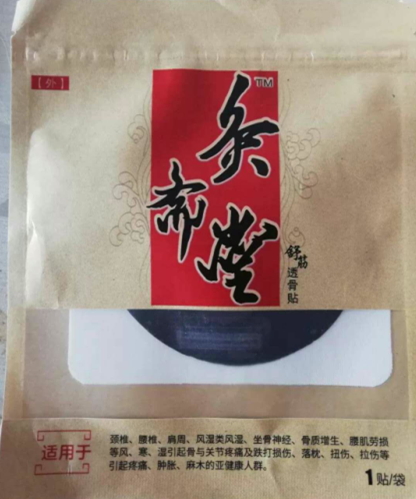 【外】
灸斋堂
TM
舒筋
透骨贴
适用于
颈椎、腰椎、肩周、风湿类风湿、坐骨神经、骨质增生、腰肌劳损
等风、寒、湿引起骨与关节疼痛及跌打损伤、落枕、扭伤、拉伤等
引起疼痛、肿胀、麻木的亚健康人群。
1贴/袋